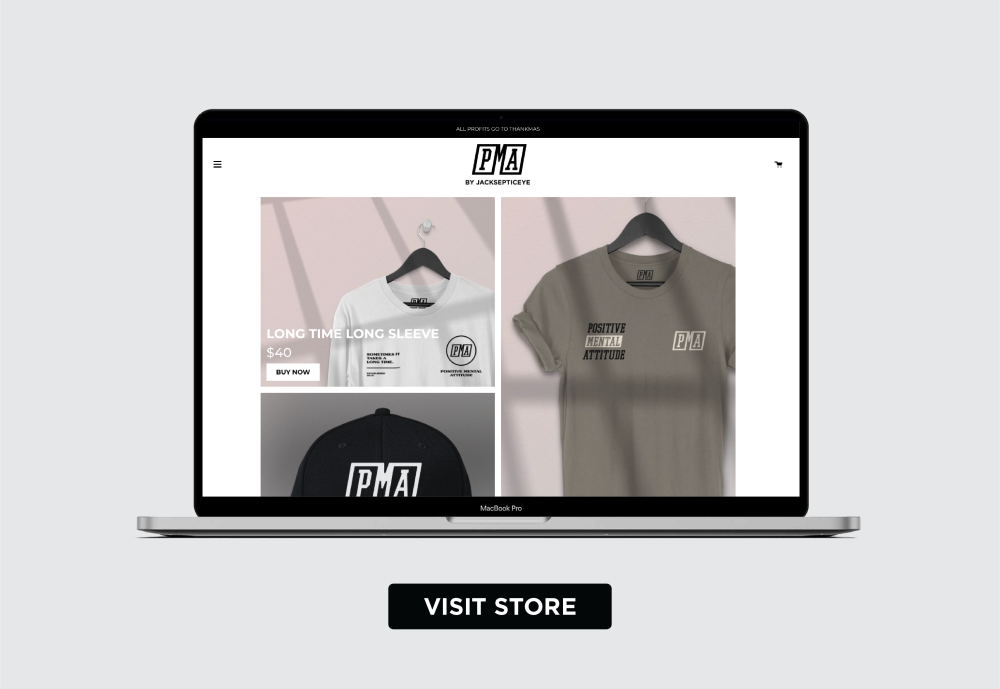 ALL PROFITS GO TO THANKMAS
PMA
BY JACKSEPTICEYE
PMA
LONG TIME LONG SLEEVE
$40
BUY NOW
SOMETIMES IT
TAKES A
LONG TIME.
PMA
POSITIVE MENTAL
ATTITUDE
PMA
POSITIVE
MENTAL
ATTITUDE
PMA
PMA
MacBook Pro
VISIT STORE